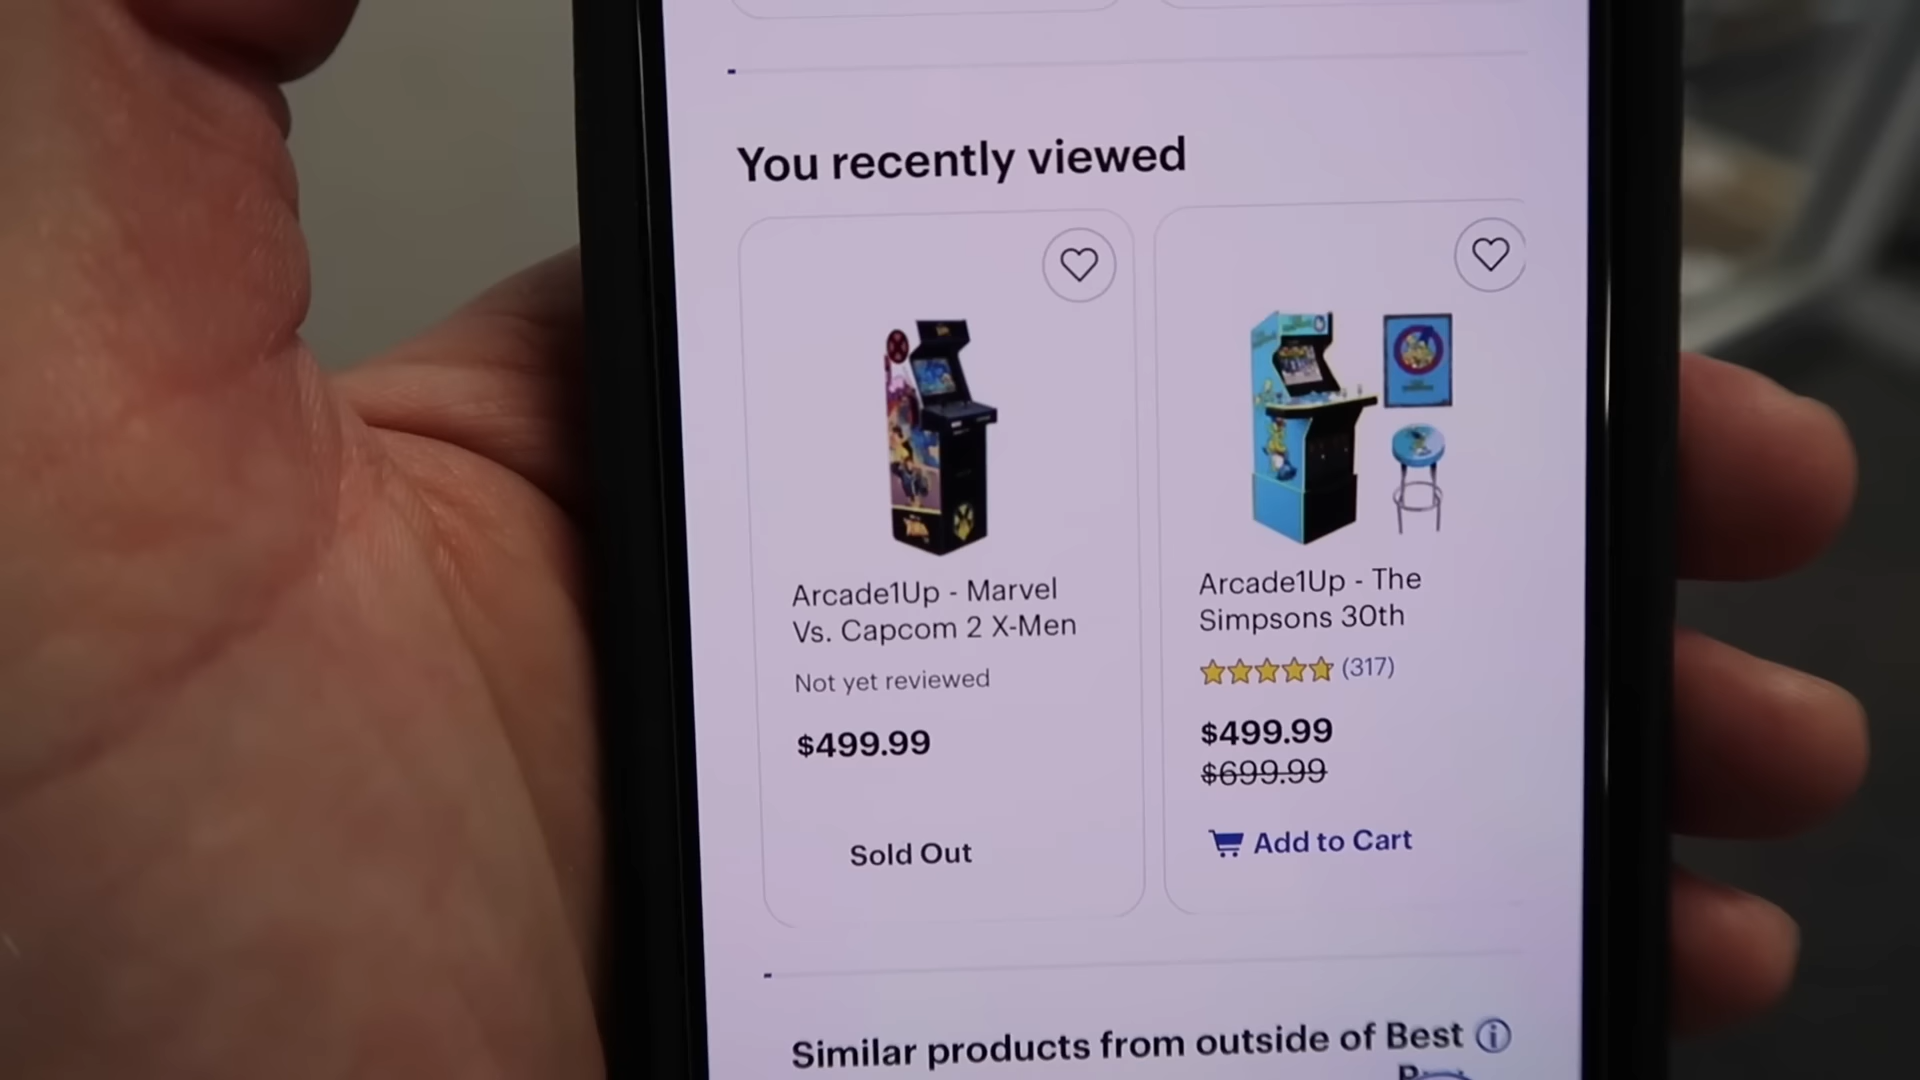 You recently viewed
Arcade1Up - Marvel
Vs. Capcom 2 X-Men
Not yet reviewed
$499.99
Sold Out
Arcade1Up - The
Simpsons 30th
(317)
$499.99
$699.99
Add to Cart
Similar products from outside of Best